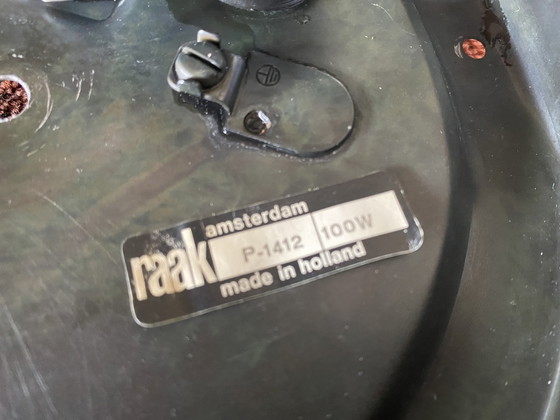 amsterdam
raak P-1412 100W
made in holland